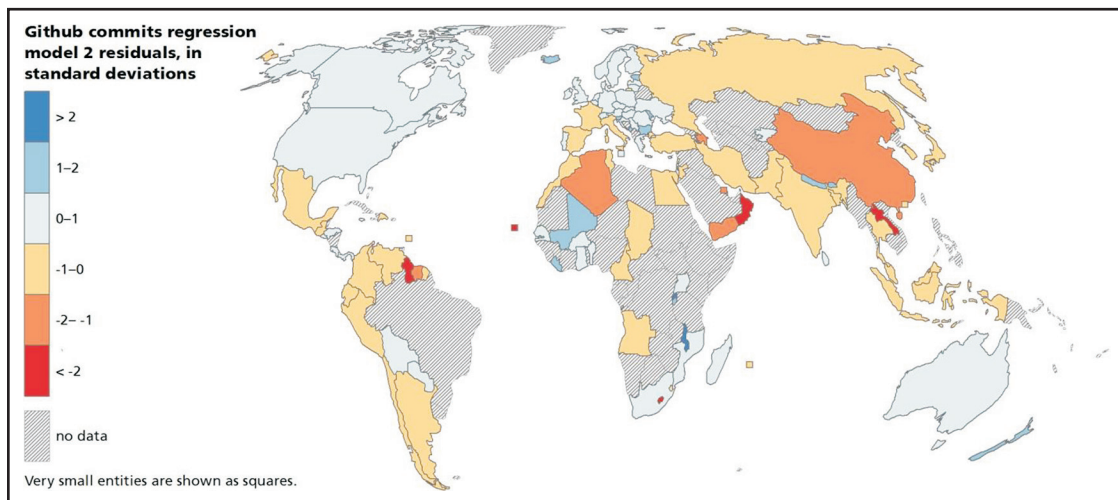 Github commits regression
model 2 residuals, in
standard deviations
> 2
1–2
0–1
-1–0
-2– -1
< -2
no data
Very small entities are shown as squares.